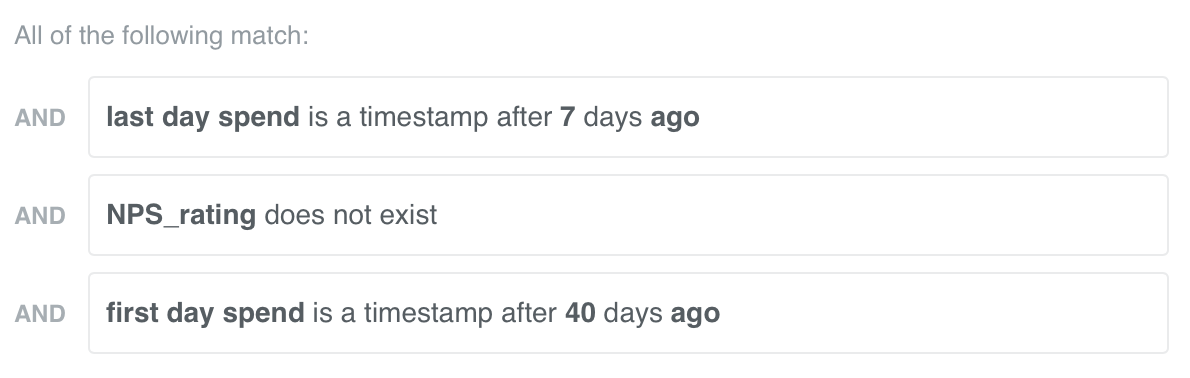 All of the following match:
AND last day spend is a timestamp after 7 days ago
AND NPS_rating does not exist
AND first day spend is a timestamp after 40 days ago